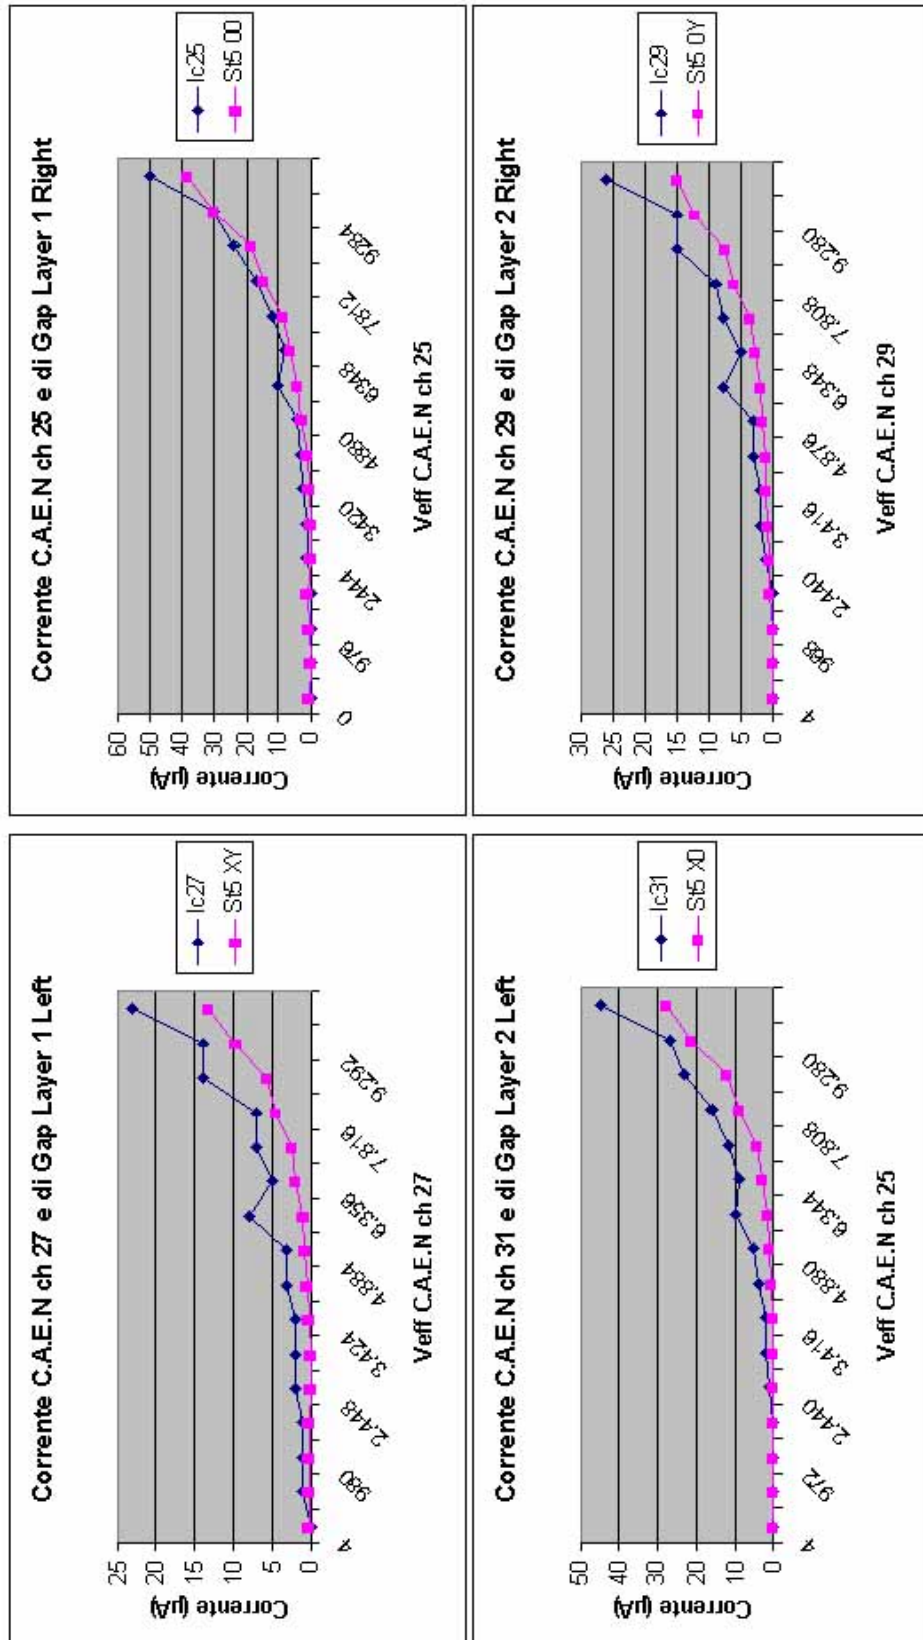 Corrente C.A.E.N ch 27 e di Gap Layer 1 Left
Corrente (µA)
25
20
15
10
5
0
4 980 2.448 3.424 4.884 6.356 7.816 9.292
Veff C.A.E.N ch 27
Ic27
St5 XY
Corrente C.A.E.N ch 25 e di Gap Layer 1 Right
Corrente (µA)
60
50
40
30
20
10
0
0 976 2444 3420 4880 6348 7812 9284
Veff C.A.E.N ch 25
Ic25
St5 00
Corrente C.A.E.N ch 31 e di Gap Layer 2 Left
Corrente (µA)
50
40
30
20
10
0
4 972 2.440 3.416 4.880 6.344 7.808 9.280
Veff C.A.E.N ch 25
Ic31
St5 X0
Corrente C.A.E.N ch 29 e di Gap Layer 2 Right
Corrente (µA)
30
25
20
15
10
5
0
4 968 2.440 3.416 4.876 6.348 7.808 9.280
Veff C.A.E.N ch 29
Ic29
St5 0Y